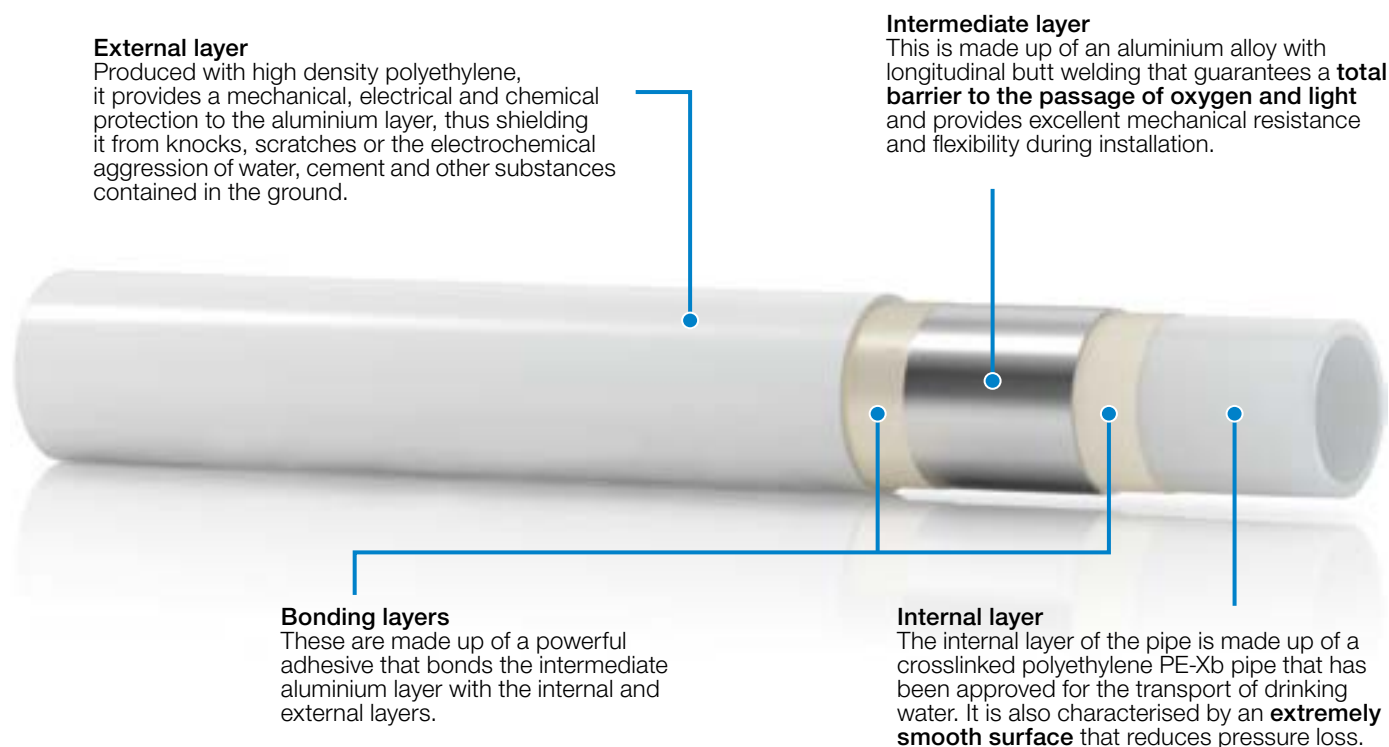 External layer
Produced with high density polyethylene,
it provides a mechanical, electrical and chemical
protection to the aluminium layer, thus shielding
it from knocks, scratches or the electrochemical
aggression of water, cement and other substances
contained in the ground.
Intermediate layer
This is made up of an aluminium alloy with
longitudinal butt welding that guarantees a total
barrier to the passage of oxygen and light
and provides excellent mechanical resistance
and flexibility during installation.
Bonding layers
These are made up of a powerful
adhesive that bonds the intermediate
aluminium layer with the internal and
external layers.
Internal layer
The internal layer of the pipe is made up of a
crosslinked polyethylene PE-Xb pipe that has
been approved for the transport of drinking
water. It is also characterised by an extremely
smooth surface that reduces pressure loss.